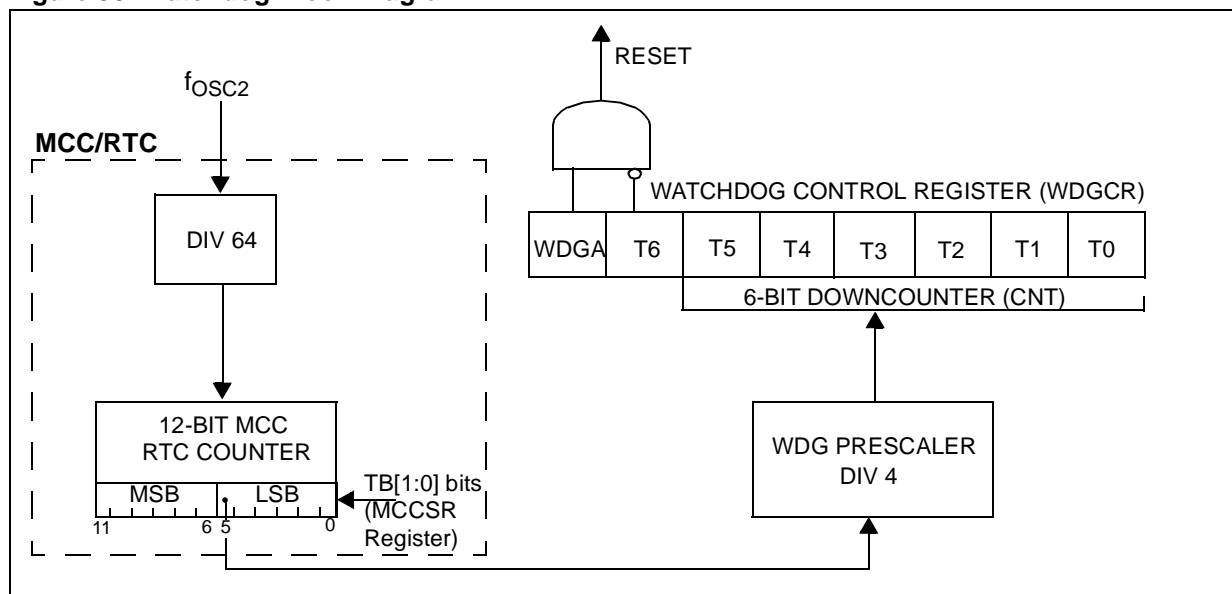 RESET
fOSC2
MCC/RTC
DIV 64
WATCHDOG CONTROL REGISTER (WDGCR)
WDGA T6 T5 T4 T3 T2 T1 T0
6-BIT DOWNCOUNTER (CNT)
12-BIT MCC
RTC COUNTER
MSB LSB
11 6 5 0
TB[1:0] bits
(MCCSR
Register)
WDG PRESCALER
DIV 4